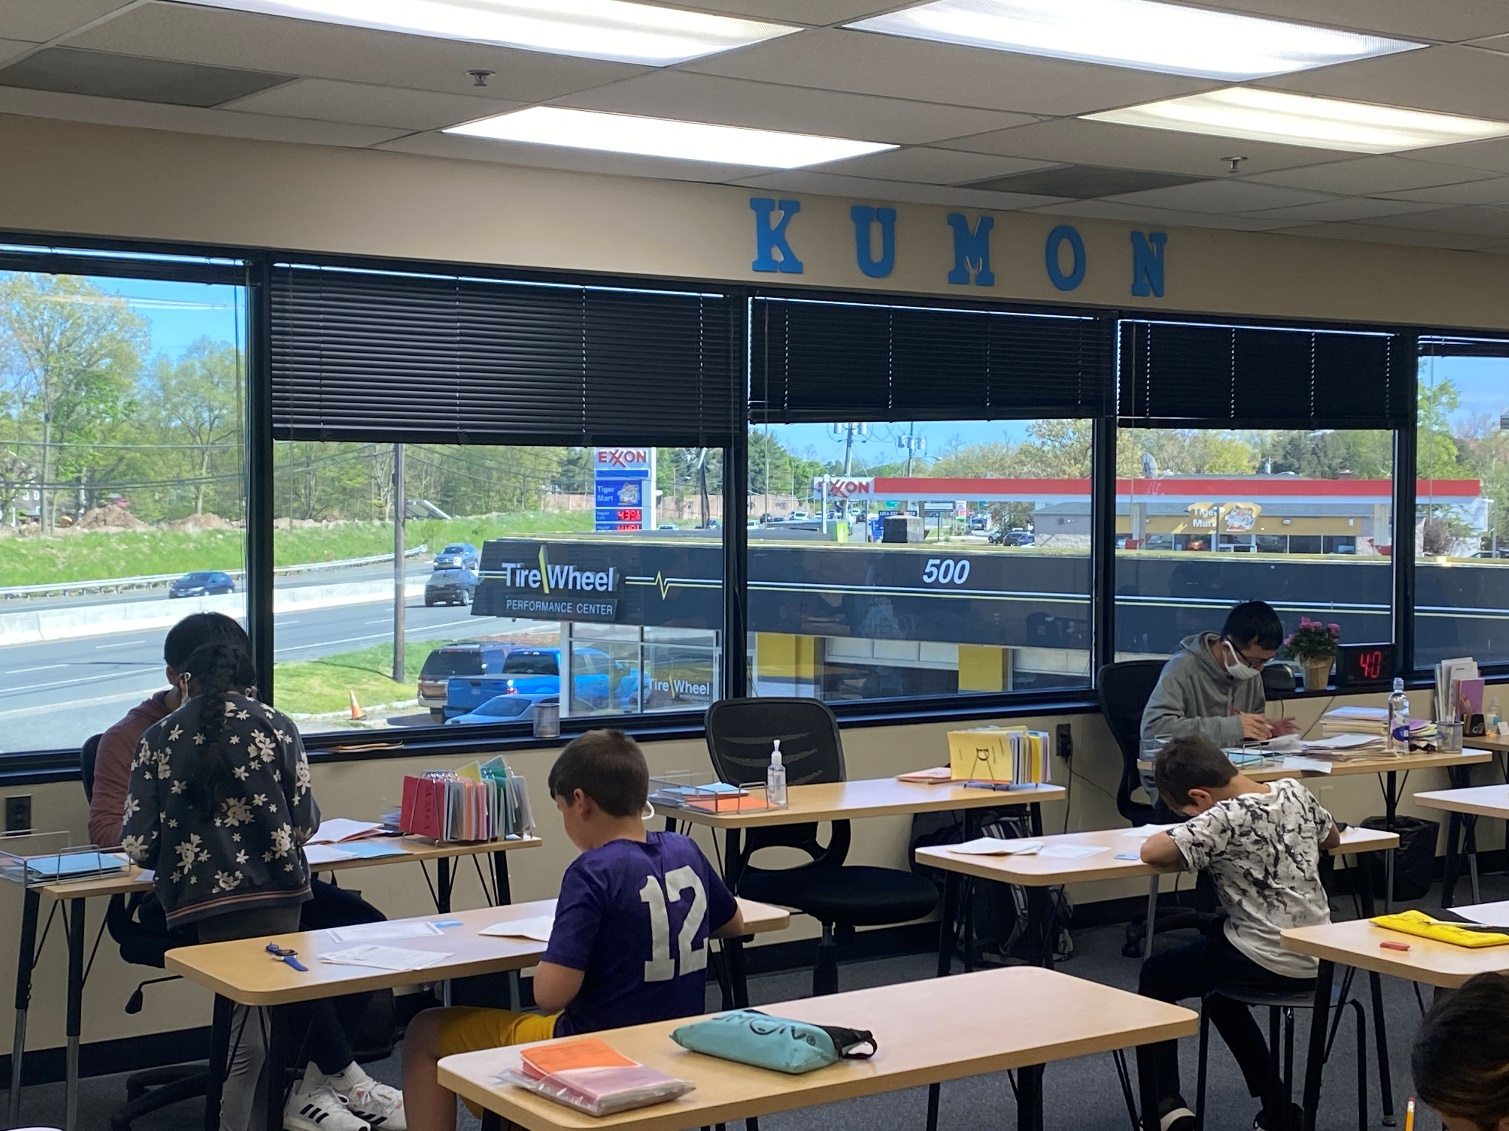 KUMON
EXXON
Tiger
Mart
EXXON
Tiger
Mart
Tire Wheel
PERFORMANCE CENTER
500
Tire Wheel
40
12